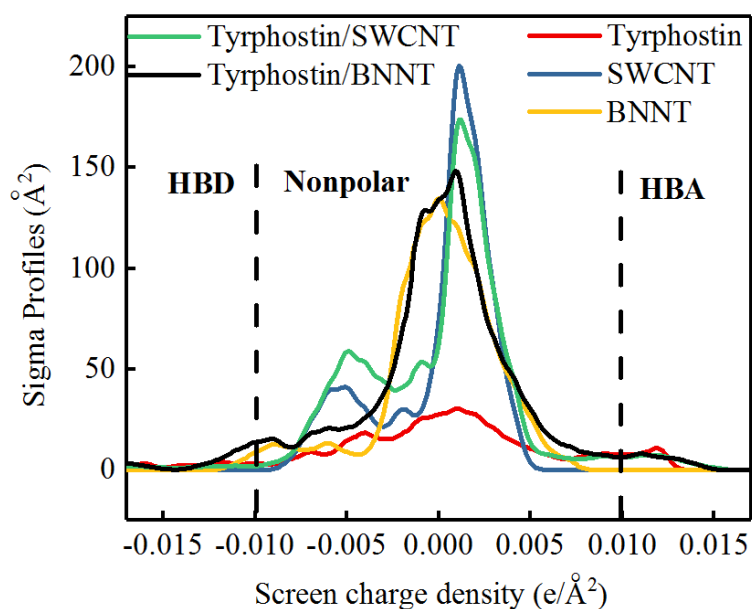 Tyrphostin/SWCNT
Tyrphostin
Tyrphostin/BNNT
SWCNT
BNNT
HBD
Nonpolar
HBA
Sigma Profiles (Å²)
200
150
100
50
0
-0.015 -0.010 -0.005 0.000 0.005 0.010 0.015
Screen charge density (e/Å²)